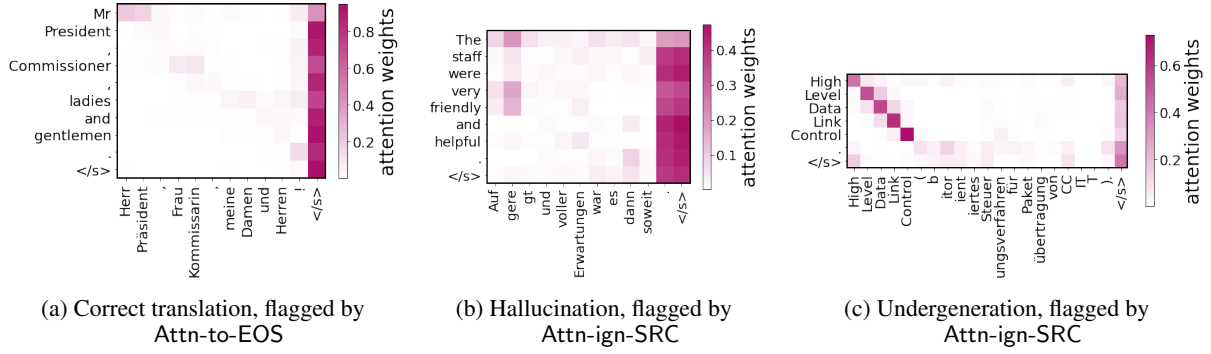 Mr
President
,
Commissioner
,
ladies
and
gentlemen
.
</s>
Herr
Präsident
,
Frau
Kommissarin
,
meine
Damen
und
Herren
!
</s>
0.8
0.6
0.4
0.2
attention weights
(a) Correct translation, flagged by
Attn-to-EOS
The
staff
were
very
friendly
and
helpful
.
</s>
Auf
gere
gt
und
voller
Erwartungen
war
es
dann
soweit
.
</s>
0.4
0.3
0.2
0.1
attention weights
(b) Hallucination, flagged by
Attn-ign-SRC
High
Level
Data
Link
Control
.
</s>
High
Level
Data
Link
Control
(
b
itor
ient
iertes
Steuer
ungsverfahren
für
Paket
übertragung
von
CC
IT
T
).
</s>
0.6
0.4
0.2
attention weights
(c) Undergeneration, flagged by
Attn-ign-SRC